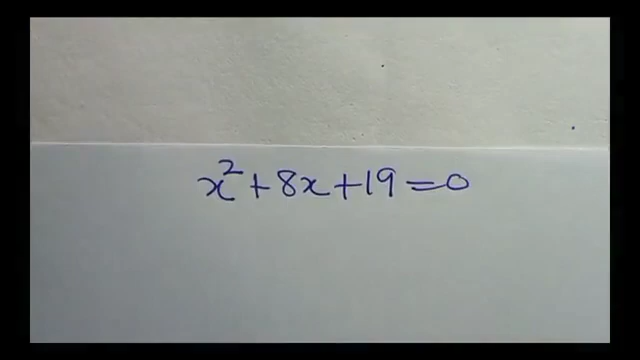 x² + 8x + 19 = 0